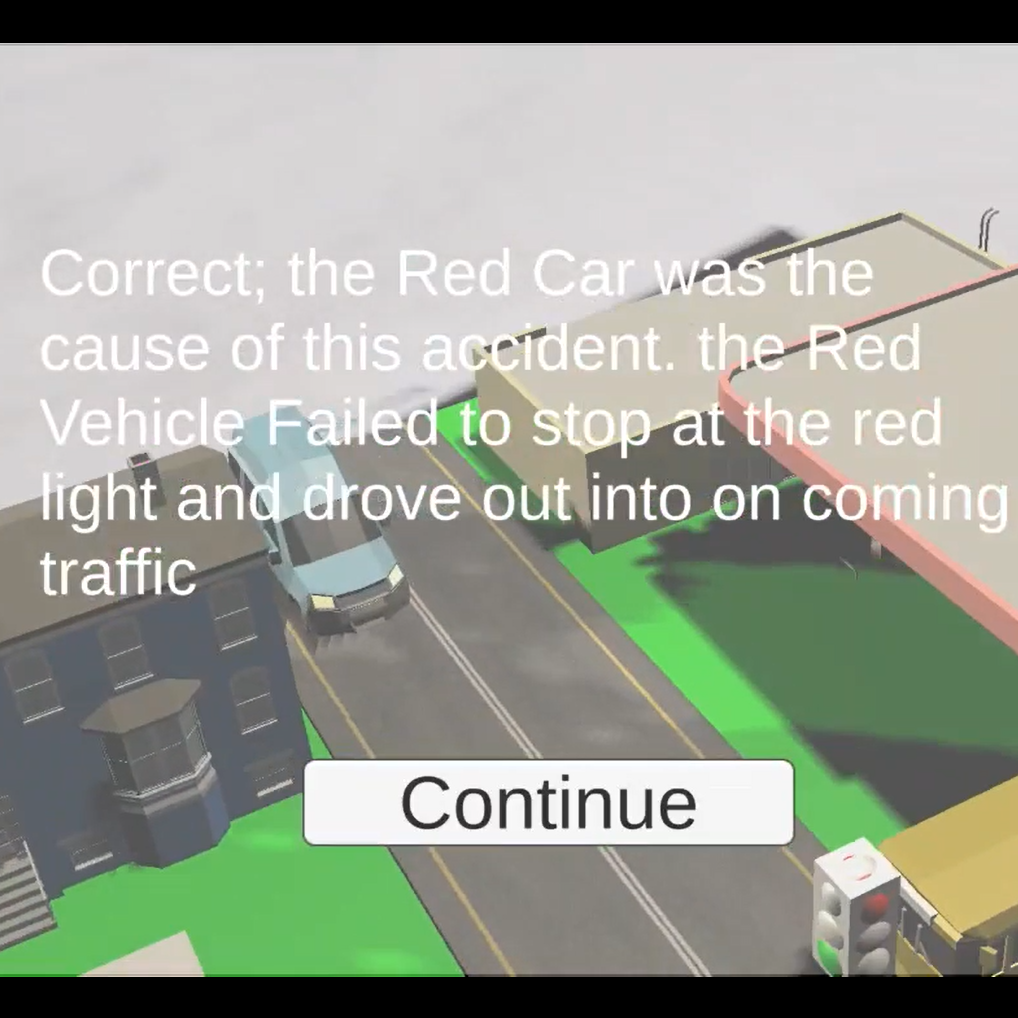 Correct; the Red Car was the
cause of this accident. the Red
Vehicle Failed to stop at the red
light and drove out into on coming
traffic
Continue